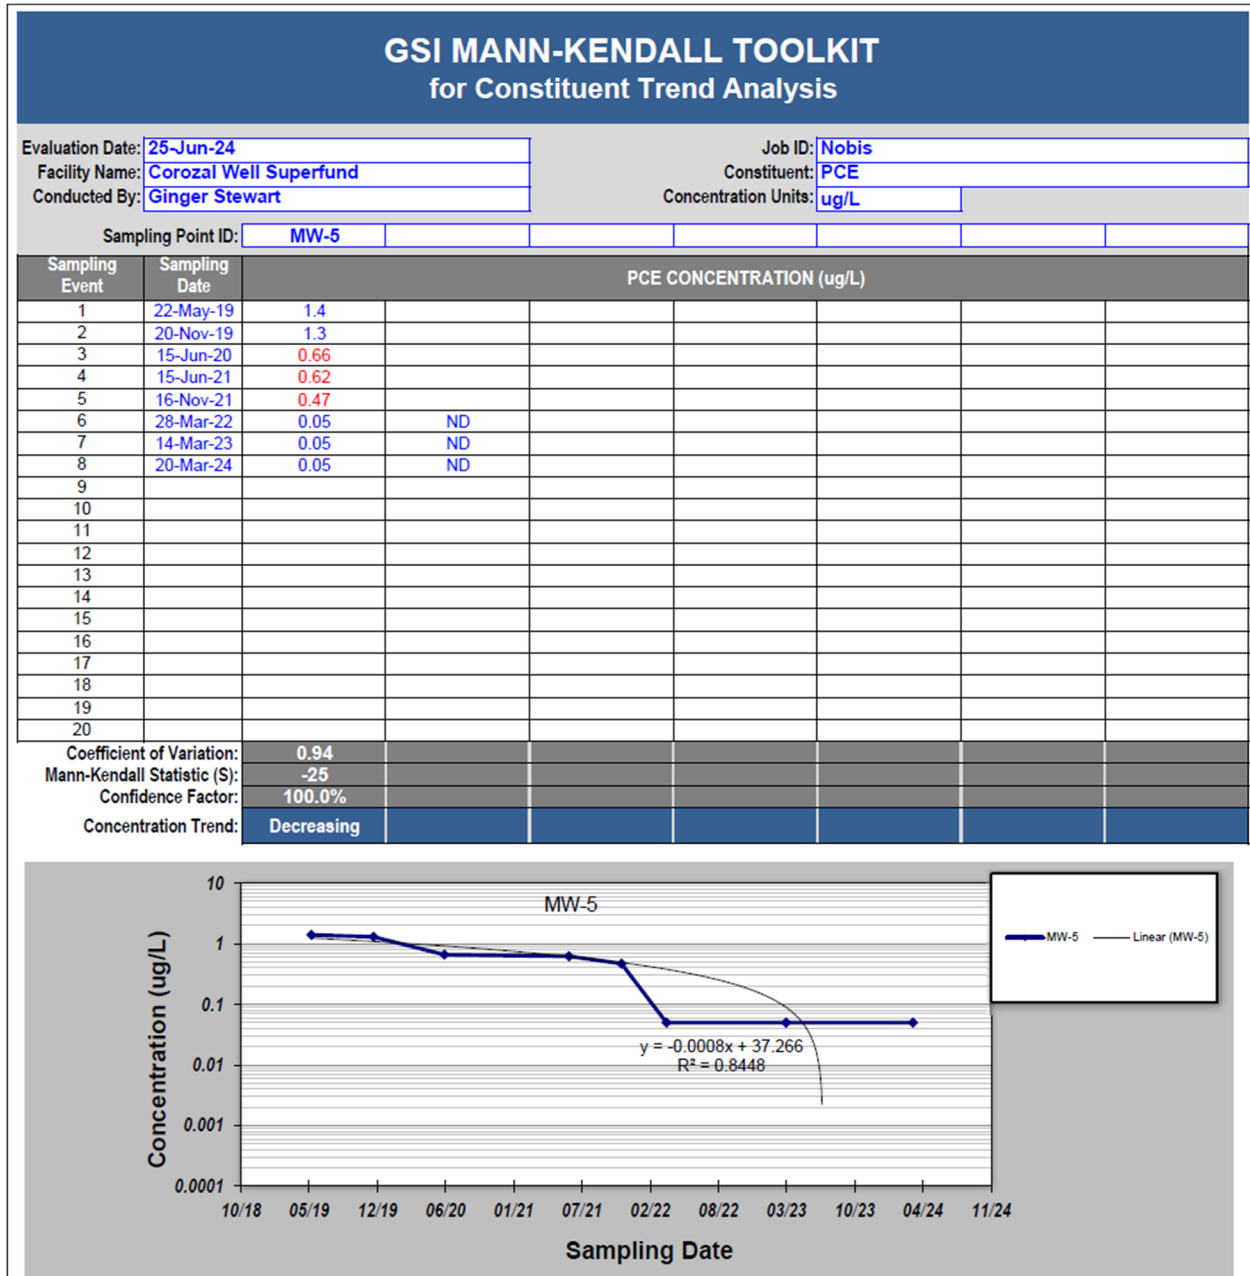 GSI MANN-KENDALL TOOLKIT
for Constituent Trend Analysis
Evaluation Date: 25-Jun-24 Job ID: Nobis
Facility Name: Corozal Well Superfund Constituent: PCE
Conducted By: Ginger Stewart Concentration Units: ug/L
Sampling Point ID: MW-5
Sampling Event Sampling Date PCE CONCENTRATION (ug/L)
1 22-May-19 1.4
2 20-Nov-19 1.3
3 15-Jun-20 0.66
4 15-Jun-21 0.62
5 16-Nov-21 0.47
6 28-Mar-22 0.05 ND
7 14-Mar-23 0.05 ND
8 20-Mar-24 0.05 ND
9
10
11
12
13
14
15
16
17
18
19
20
Coefficient of Variation: 0.94
Mann-Kendall Statistic (S): -25
Confidence Factor: 100.0%
Concentration Trend: Decreasing
MW-5
Concentration (ug/L)
10
1
0.1
0.01
0.001
0.0001
y = -0.0008x + 37.266
R² = 0.8448
MW-5 Linear (MW-5)
10/18 05/19 12/19 06/20 01/21 07/21 02/22 08/22 03/23 10/23 04/24 11/24
Sampling Date